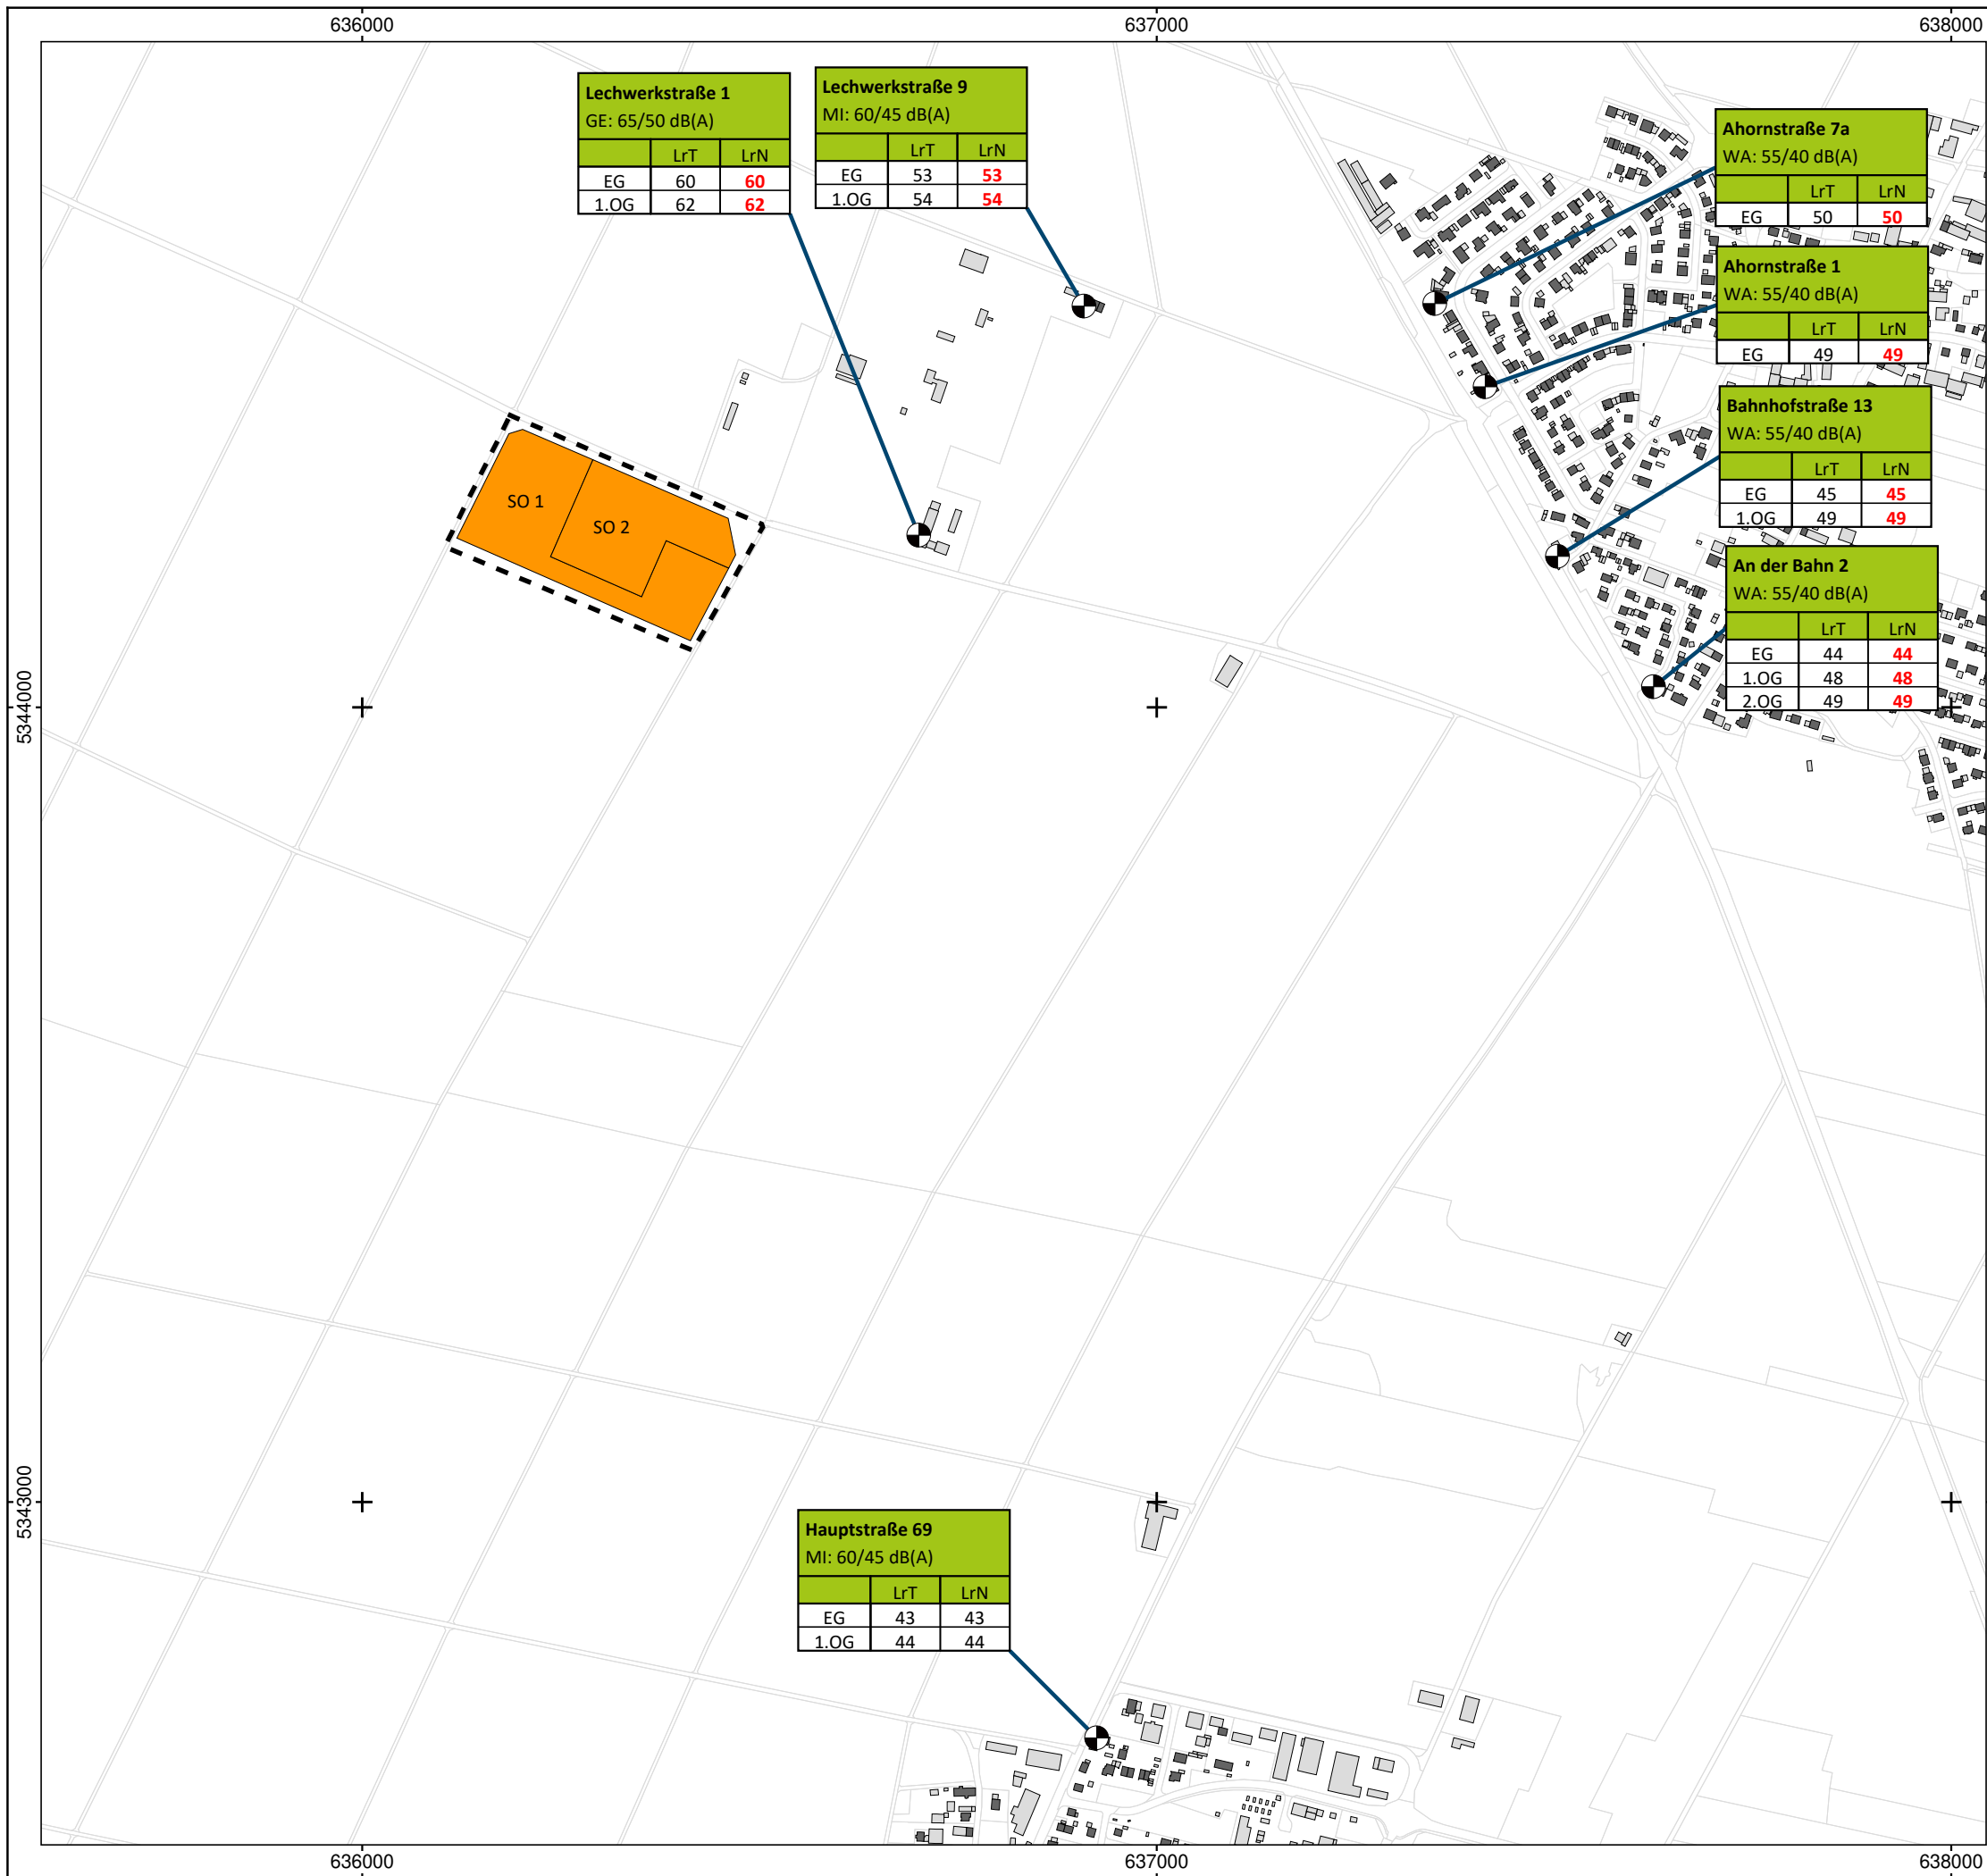 636000
637000
638000
Lechwerkstraße 1
GE: 65/50 dB(A)
LrT LrN
EG 60 60
1.OG 62 62
Lechwerkstraße 9
MI: 60/45 dB(A)
LrT LrN
EG 53 53
1.OG 54 54
Ahornstraße 7a
WA: 55/40 dB(A)
LrT LrN
EG 50 50
Ahornstraße 1
WA: 55/40 dB(A)
LrT LrN
EG 49 49
Bahnhofstraße 13
WA: 55/40 dB(A)
LrT LrN
EG 45 45
1.OG 49 49
An der Bahn 2
WA: 55/40 dB(A)
LrT LrN
EG 44 44
1.OG 48 48
2.OG 49 49
SO 1
SO 2
5344000
5343000
Hauptstraße 69
MI: 60/45 dB(A)
LrT LrN
EG 43 43
1.OG 44 44
636000
637000
638000